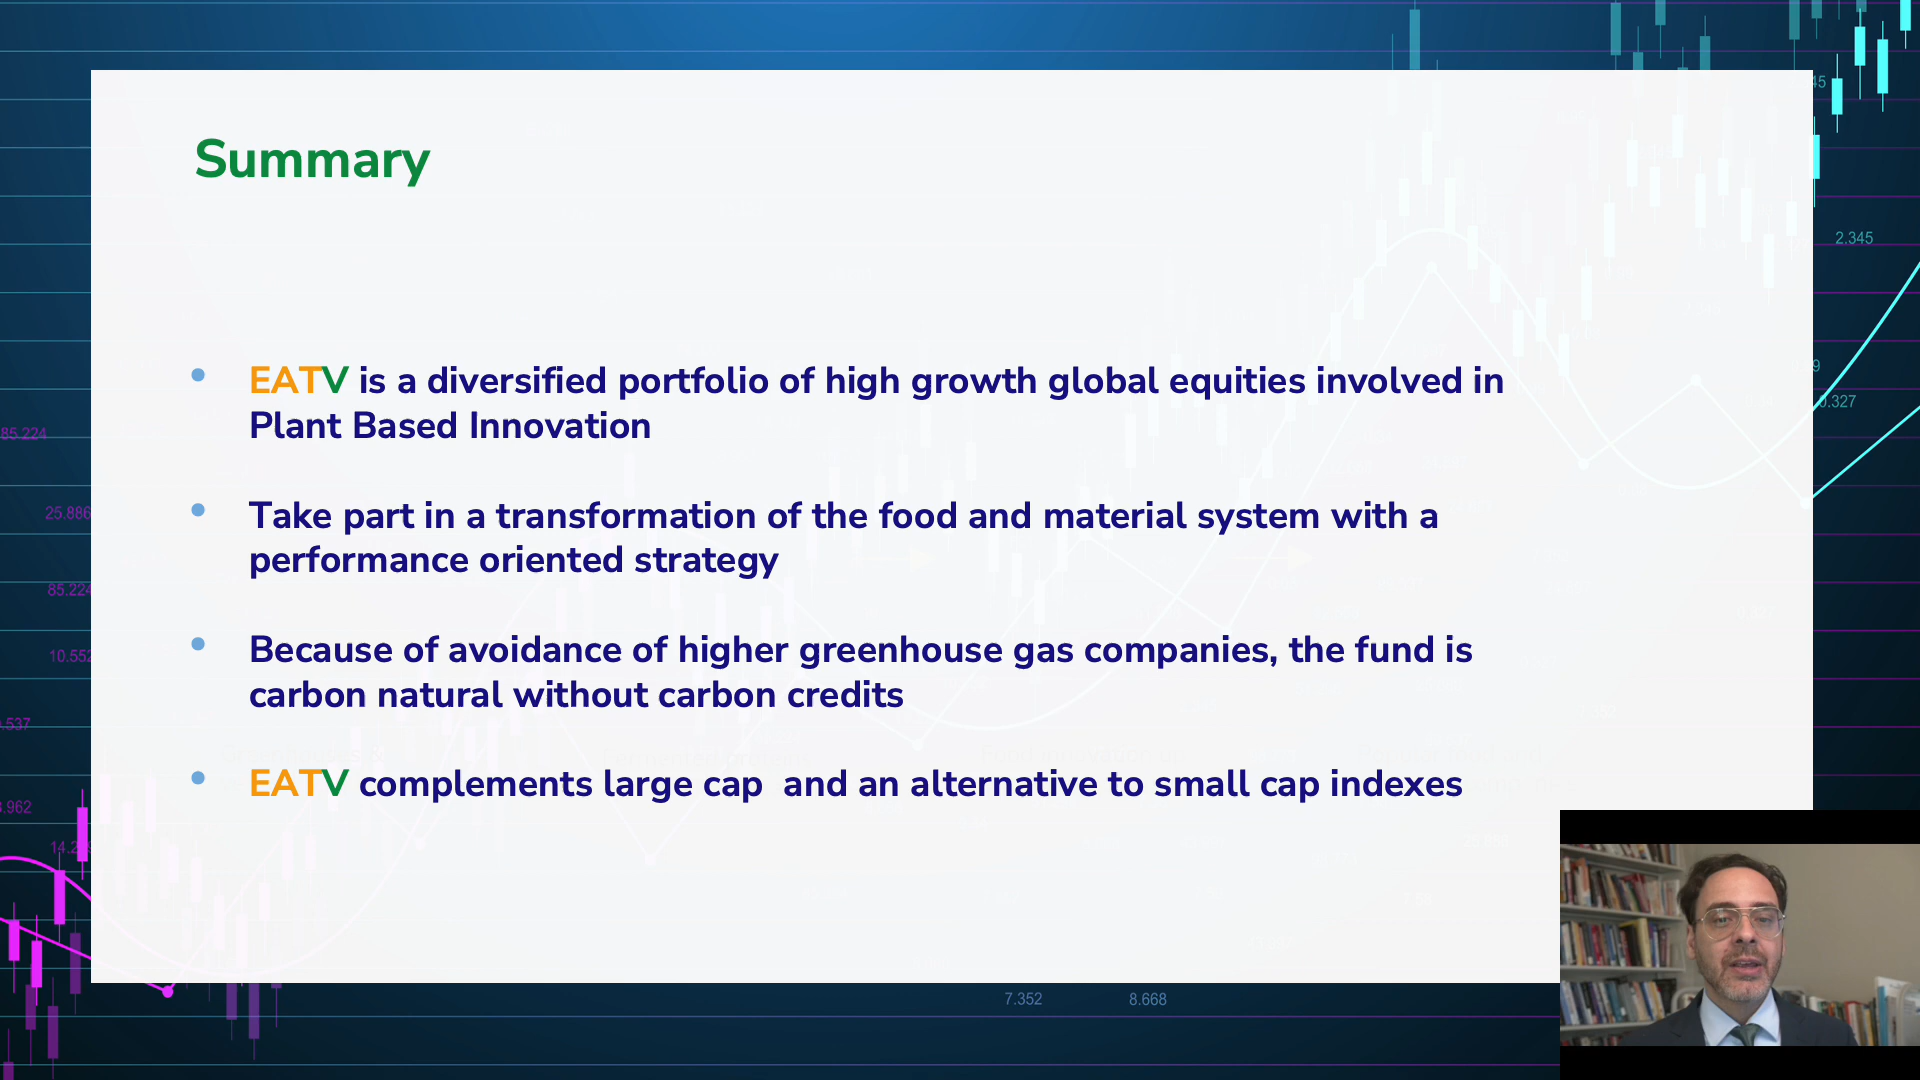 Summary
EATV is a diversified portfolio of high growth global equities involved in
Plant Based Innovation
Take part in a transformation of the food and material system with a
performance oriented strategy
Because of avoidance of higher greenhouse gas companies, the fund is
carbon natural without carbon credits
EATV complements large cap  and an alternative to small cap indexes
2.345
0.327
85.224
25.886
85.224
10.552
7.352
8.668